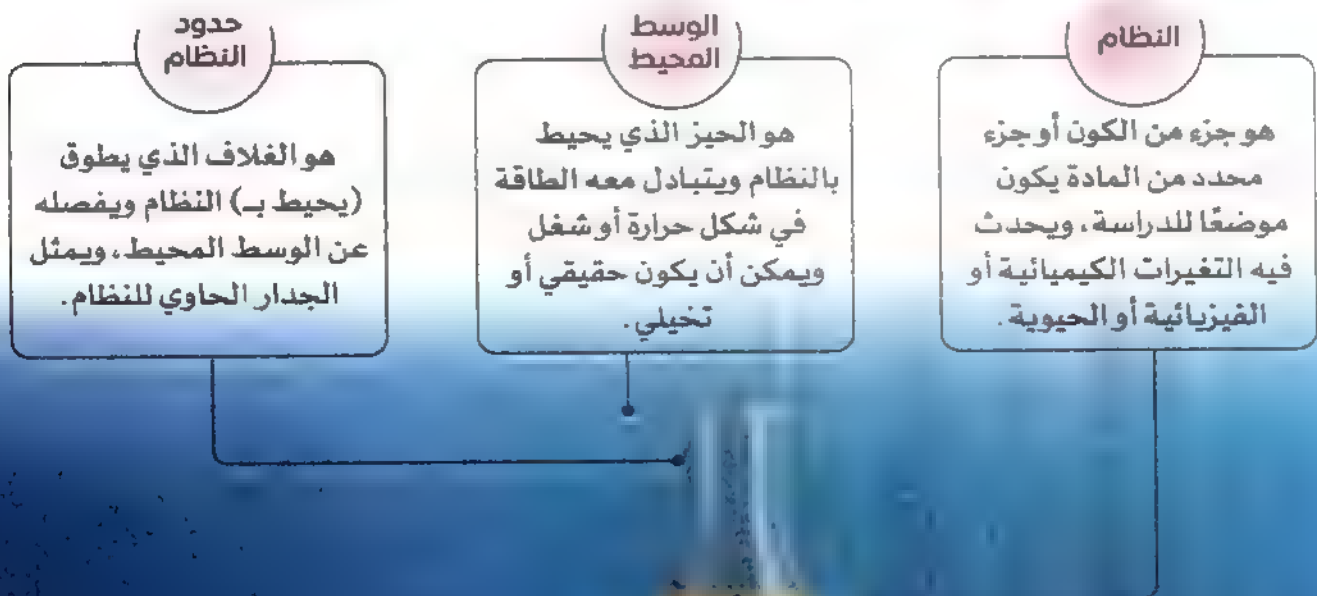 النظام
هو جزء من الكون أو جزء
محدد من المادة يكون
موضعًا للدراسة، ويحدث
فيه التغيرات الكيميائية أو
الفيزيائية أو الحيوية.
الوسط
المحيط
هو الحيز الذي يحيط
بالنظام ويتبادل معه الطاقة
في شكل حرارة أو شغل
ويمكن أن يكون حقيقي أو
تخيلي.
حدود
النظام
هو الغلاف الذي يطوق
(يحيط بـ) النظام ويفصله
عن الوسط المحيط، ويمثل
الجدار الحاوي للنظام.